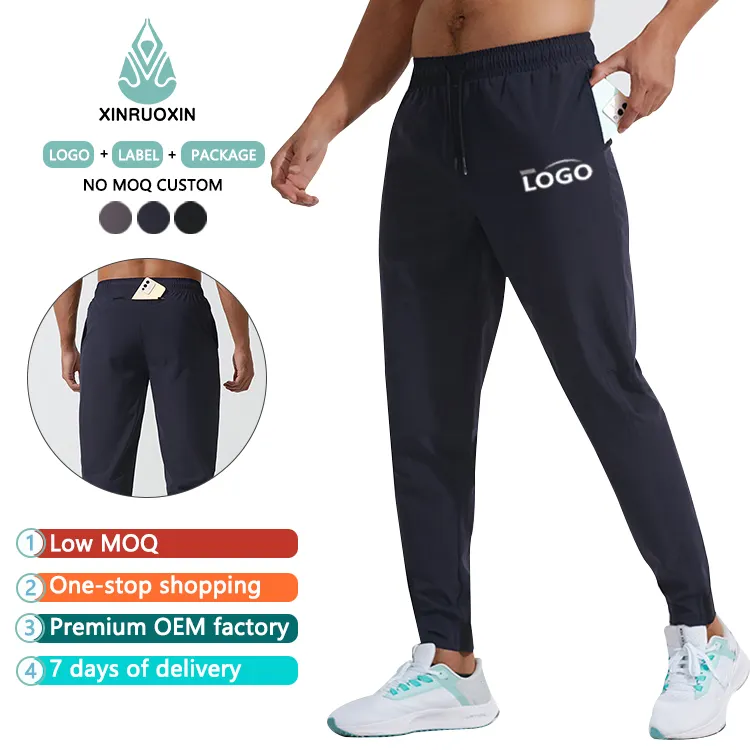 XINRUOXIN
LOGO + LABEL + PACKAGE
NO MOQ CUSTOM
LOGO
1 Low MOQ
2 One-stop shopping
3 Premium OEM factory
4 7 days of delivery